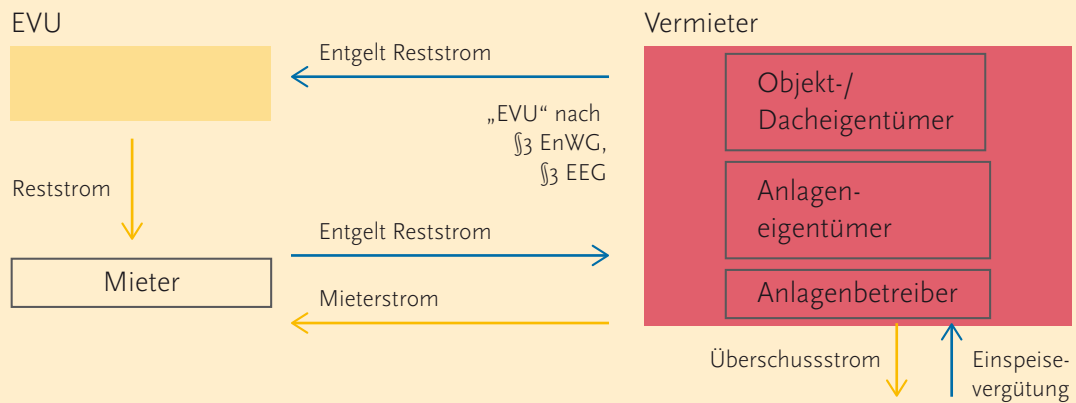 EVU
Vermieter
Entgelt Reststrom
Objekt-/
Dacheigentümer
„EVU“ nach
§3 EnWG,
§3 EEG
Reststrom
Anlagen-
eigentümer
Entgelt Reststrom
Mieter
Mieterstrom
Anlagenbetreiber
Überschussstrom
Einspeise-
vergütung